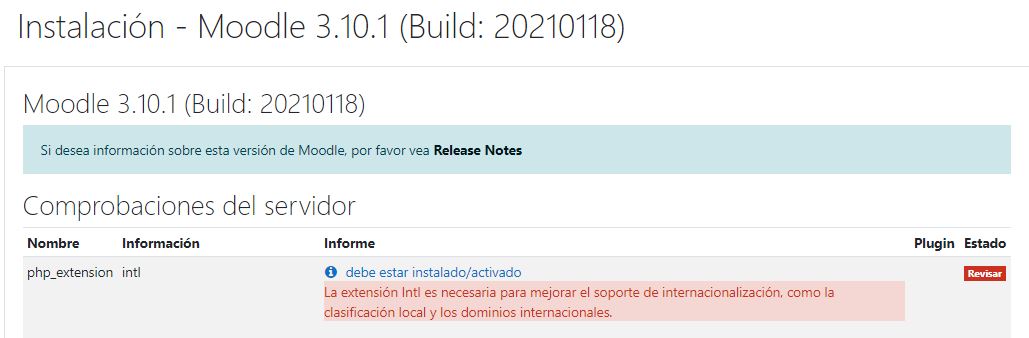 Instalación - Moodle 3.10.1 (Build: 20210118)
Moodle 3.10.1 (Build: 20210118)
Si desea información sobre esta versión de Moodle, por favor vea Release Notes
Comprobaciones del servidor
Nombre Información Informe Plugin Estado
php_extension intl debe estar instalado/activado Revisar
La extensión Intl es necesaria para mejorar el soporte de internacionalización, como la
clasificación local y los dominios internacionales.